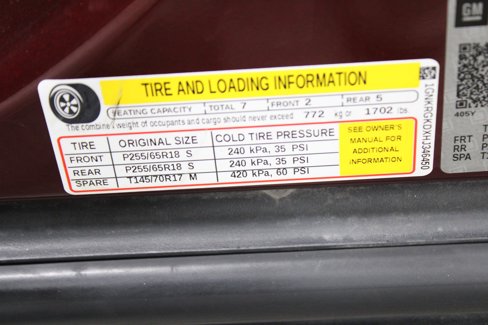 GM
TIRE AND LOADING INFORMATION
SEATING CAPACITY TOTAL 7 FRONT 2 REAR 5
The combined weight of occupants and cargo should never exceed 772 kg or 1702 lbs.
TIRE ORIGINAL SIZE COLD TIRE PRESSURE
FRONT P255/65R18 S 240 kPa, 35 PSI
REAR P255/65R18 S 240 kPa, 35 PSI
SPARE T145/70R17 M 420 kPa, 60 PSI
SEE OWNER'S
MANUAL FOR
ADDITIONAL
INFORMATION
405Y
FRT
RR
SPA